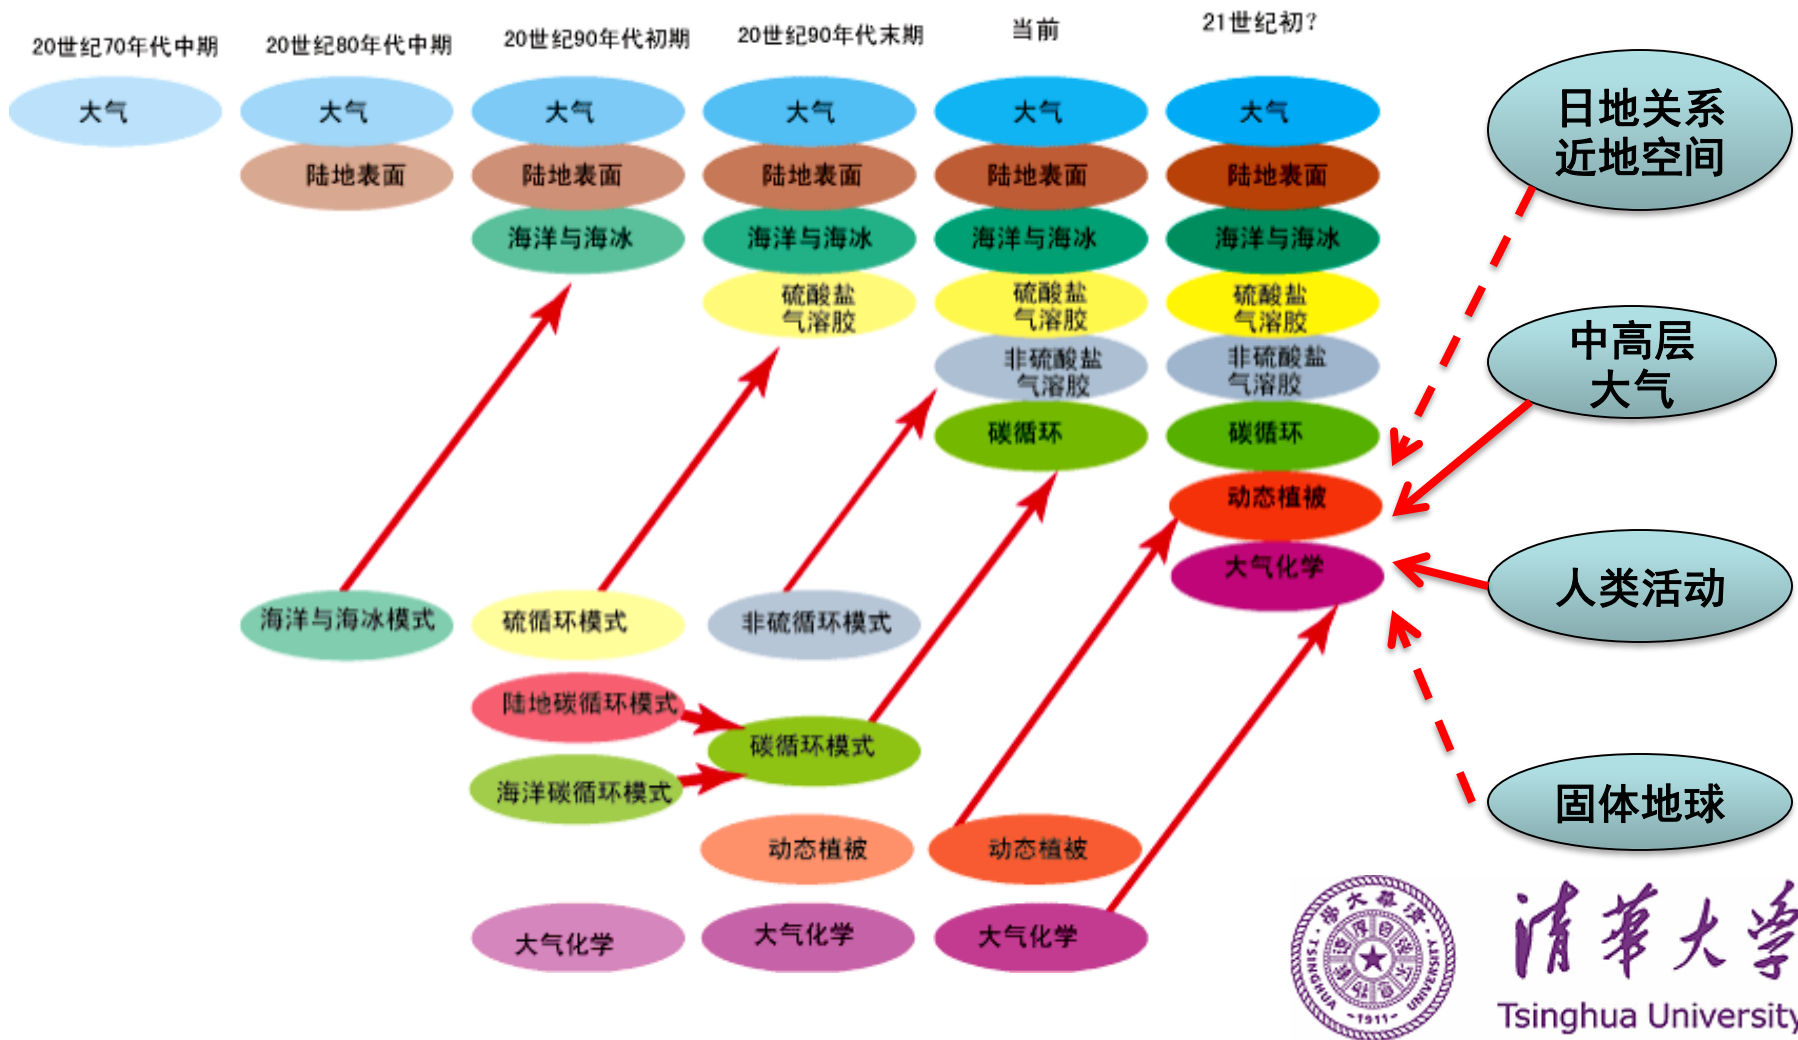 20世纪70年代中期
20世纪80年代中期
20世纪90年代初期
20世纪90年代末期
当前
21世纪初？
大气
大气
大气
大气
大气
大气
陆地表面
陆地表面
陆地表面
陆地表面
陆地表面
海洋与海冰
海洋与海冰
海洋与海冰
海洋与海冰
硫酸盐
气溶胶
硫酸盐
气溶胶
硫酸盐
气溶胶
非硫酸盐
气溶胶
非硫酸盐
气溶胶
碳循环
碳循环
动态植被
大气化学
海洋与海冰模式
硫循环模式
非硫循环模式
陆地碳循环模式
碳循环模式
海洋碳循环模式
动态植被
动态植被
大气化学
大气化学
大气化学
日地关系
近地空间
中高层
大气
人类活动
固体地球
學大華清
TSINGHUA UNIVERSITY
-1911-
清華大学
Tsinghua University